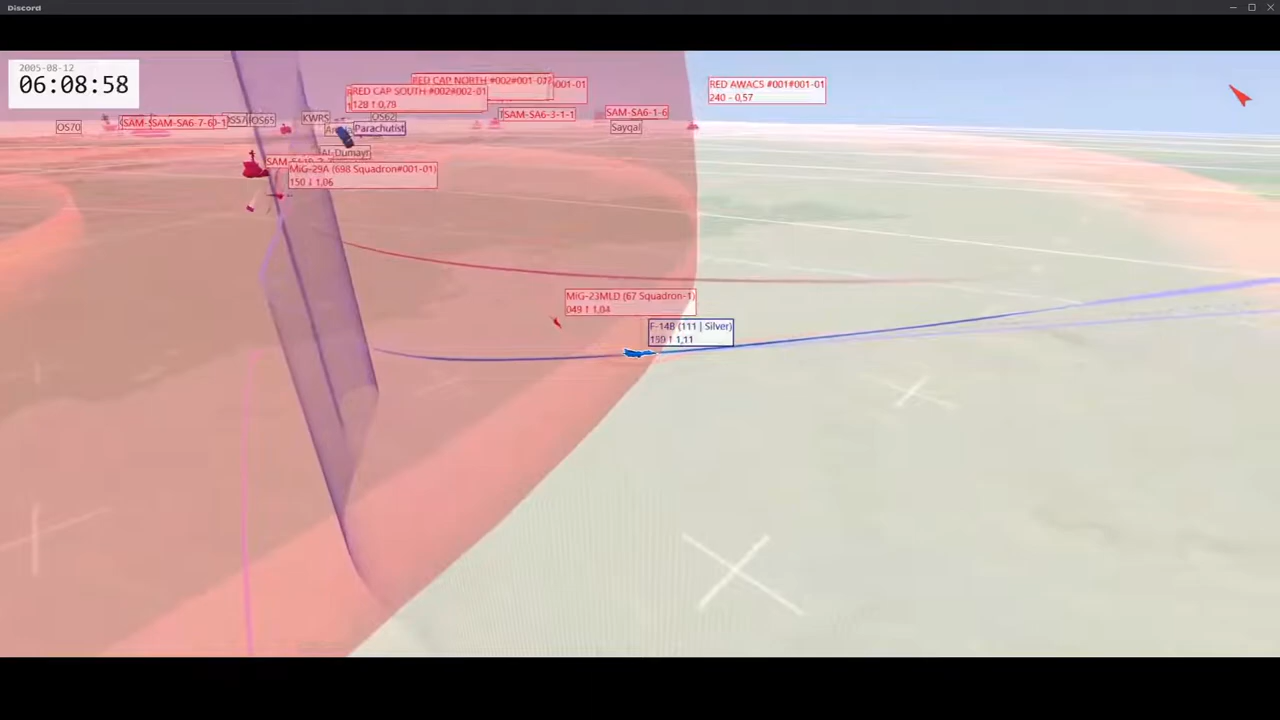 Discord
2005-08-12
06:08:58
RED CAP NORTH #002#001-01
RED CAP SOUTH #002#002-01
128 ↑ 0,78
RED AWACS #001#001-01
240 - 0,57
SAM-SA6-7-6
SAM-SA6-3-1-1
SAM-SA6-1-6
OS70
OS65
KWRS
OS62
Sayqal
Parachutist
Al-Dumayr
MiG-29A (698 Squadron#001-01)
150 ↓ 1,06
MiG-23MLD (67 Squadron-1)
049 ↑ 1,04
F-14B (111 | Silver)
159 ↑ 1,11